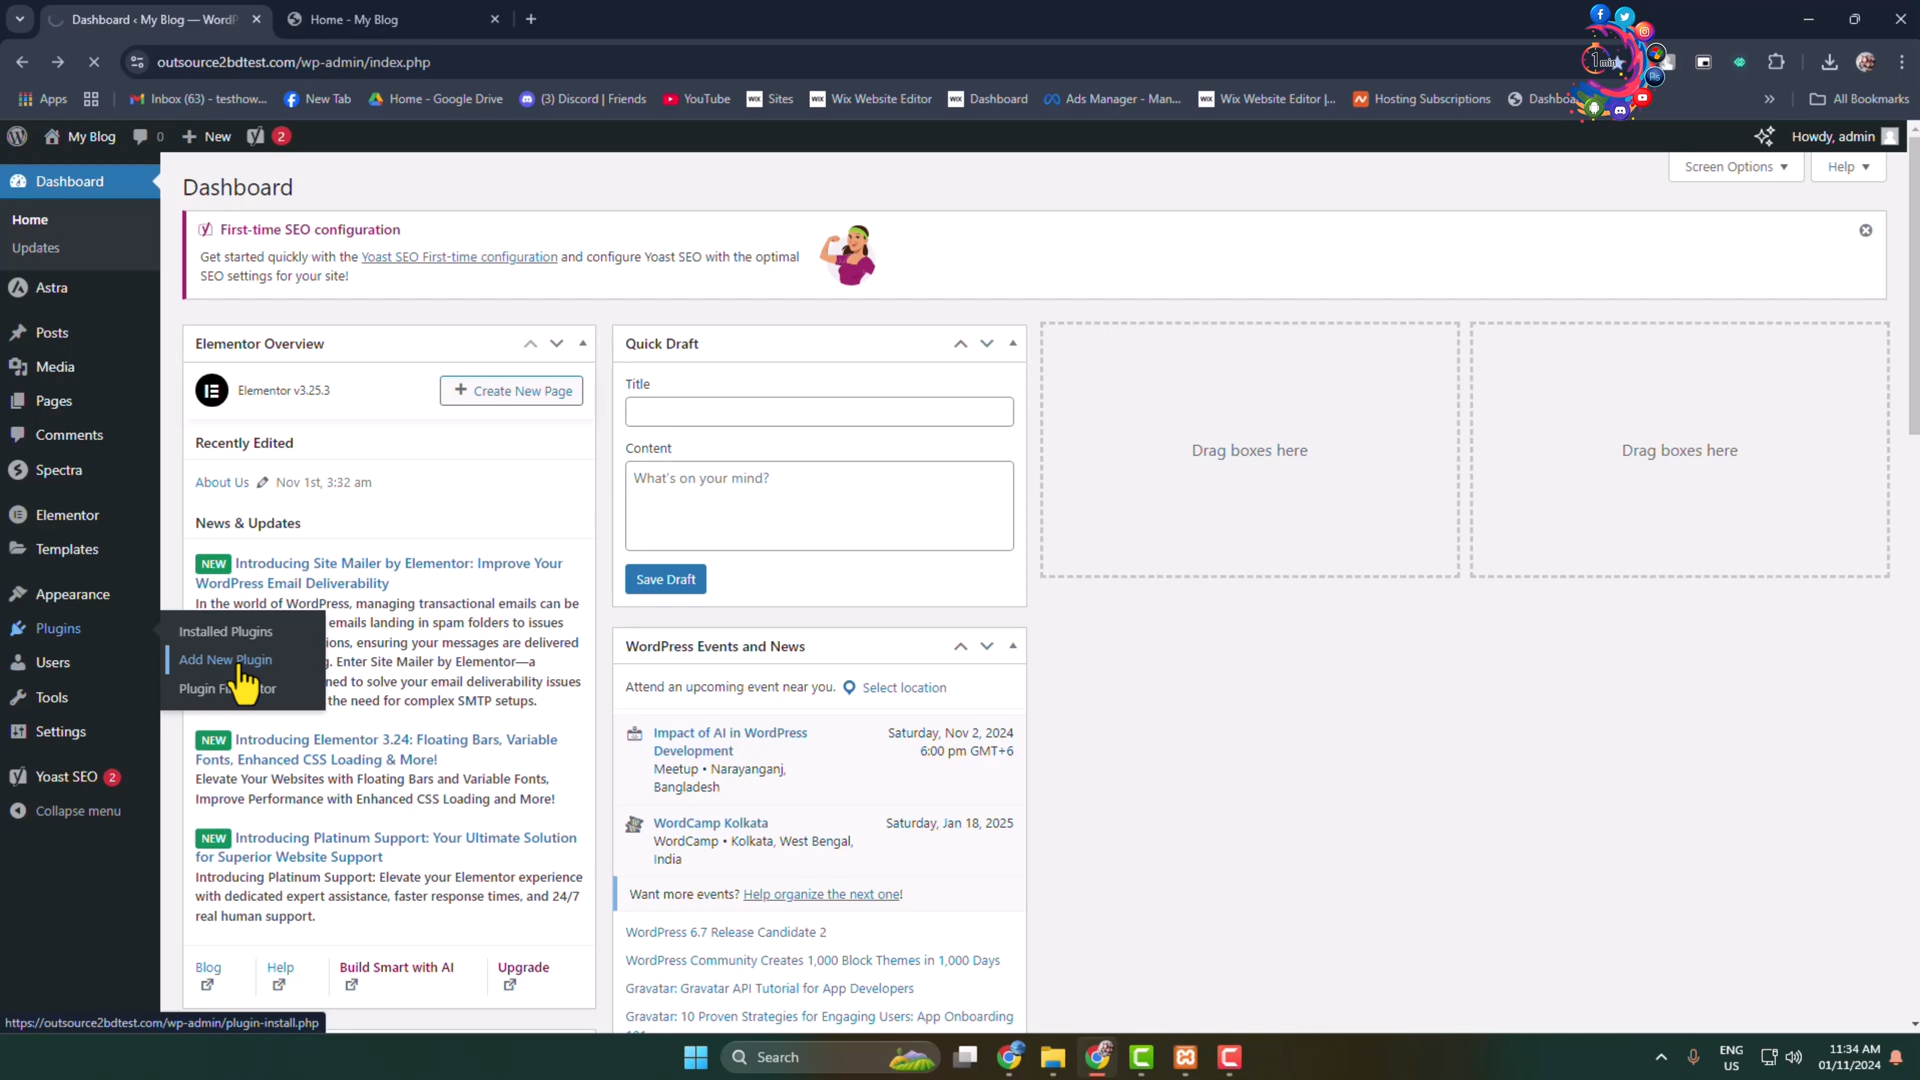 Dashboard ‹ My Blog — WordP
Home - My Blog
outsource2bdtest.com/wp-admin/index.php
1 min
Apps
Inbox (63) - testhow...
New Tab
Home - Google Drive
(3) Discord | Friends
YouTube
WIX Sites
WIX Wix Website Editor
WIX Dashboard
Ads Manager - Man...
WIX Wix Website Editor |...
Hosting Subscriptions
All Bookmarks
My Blog
0
New
2
Howdy, admin
Dashboard
Home
Updates
Astra
Posts
Media
Pages
Comments
Spectra
Elementor
Templates
Appearance
Plugins
Users
Tools
Settings
Yoast SEO 2
Collapse menu
Installed Plugins
Add New Plugin
Screen Options
Help
Dashboard
First-time SEO configuration
Get started quickly with the Yoast SEO First-time configuration and configure Yoast SEO with the optimal
SEO settings for your site!
Elementor Overview
Elementor v3.25.3
+ Create New Page
Recently Edited
About Us Nov 1st, 3:32 am
News & Updates
NEW Introducing Site Mailer by Elementor: Improve Your
WordPress Email Deliverability
In the world of WordPress, managing transactional emails can be
emails landing in spam folders to issues
ensuring your messages are delivered
Enter Site Mailer by Elementor—a
to solve your email deliverability issues
the need for complex SMTP setups.
NEW Introducing Elementor 3.24: Floating Bars, Variable
Fonts, Enhanced CSS Loading & More!
Elevate Your Websites with Floating Bars and Variable Fonts,
Improve Performance with Enhanced CSS Loading and More!
NEW Introducing Platinum Support: Your Ultimate Solution
for Superior Website Support
Introducing Platinum Support: Elevate your Elementor experience
with dedicated expert assistance, faster response times, and 24/7
real human support.
Blog
Help
Build Smart with AI
Upgrade
Quick Draft
Title
Content
What's on your mind?
Save Draft
WordPress Events and News
Attend an upcoming event near you. Select location
Impact of AI in WordPress
Development
Meetup • Narayanganj,
Bangladesh
Saturday, Nov 2, 2024
6:00 pm GMT+6
WordCamp Kolkata
WordCamp • Kolkata, West Bengal,
India
Saturday, Jan 18, 2025
Want more events? Help organize the next one!
WordPress 6.7 Release Candidate 2
WordPress Community Creates 1,000 Block Themes in 1,000 Days
Gravatar: Gravatar API Tutorial for App Developers
Gravatar: 10 Proven Strategies for Engaging Users: App Onboarding
Drag boxes here
Drag boxes here
https://outsource2bdtest.com/wp-admin/plugin-install.php
Search
ENG
US
11:34 AM
01/11/2024